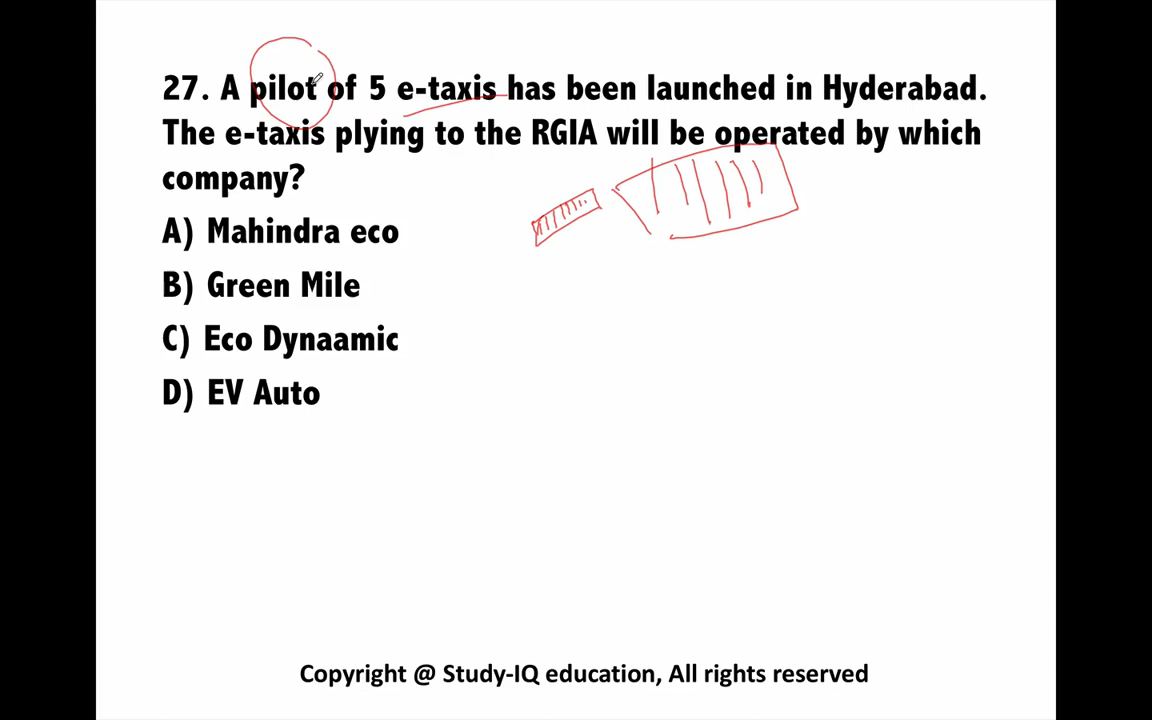 27. A pilot of 5 e-taxis has been launched in Hyderabad.
The e-taxis plying to the RGIA will be operated by which
company?
A) Mahindra eco
B) Green Mile
C) Eco Dynaamic
D) EV Auto
Copyright @ Study-IQ education, All rights reserved